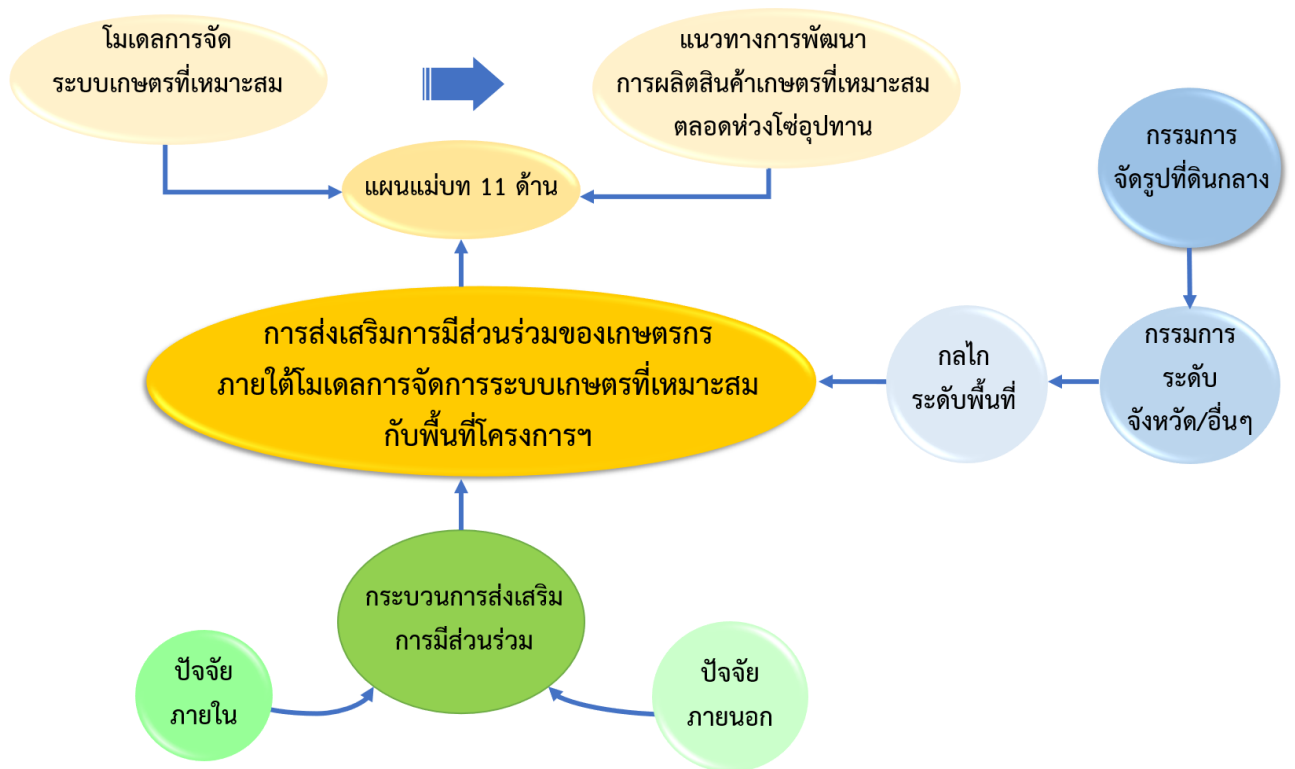 โมเดลการจัด
ระบบเกษตรที่เหมาะสม
แนวทางการพัฒนา
การผลิตสินค้าเกษตรที่เหมาะสม
ตลอดห่วงโซ่อุปทาน
แผนแม่บท 11 ด้าน
กรรมการ
จัดรูปที่ดินกลาง
การส่งเสริมการมีส่วนร่วมของเกษตรกร
ภายใต้โมเดลการจัดการระบบเกษตรที่เหมาะสม
กับพื้นที่โครงการฯ
กลไก
ระดับพื้นที่
กรรมการ
ระดับ
จังหวัด/อื่นๆ
กระบวนการส่งเสริม
การมีส่วนร่วม
ปัจจัย
ภายใน
ปัจจัย
ภายนอก